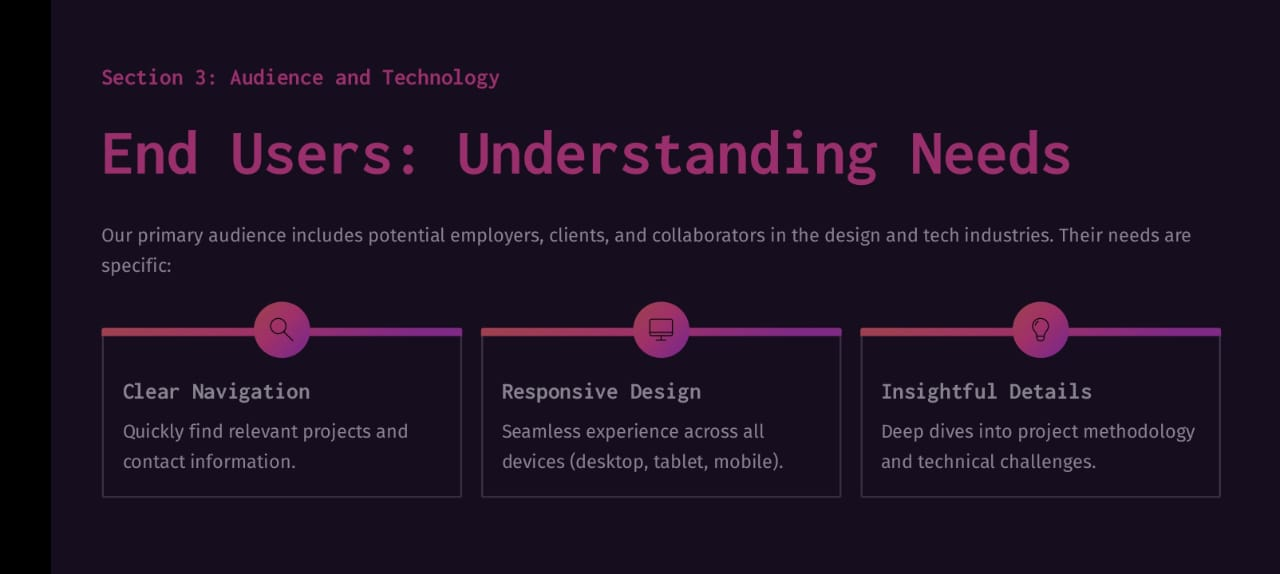 Section 3: Audience and Technology
End Users: Understanding Needs
Our primary audience includes potential employers, clients, and collaborators in the design and tech industries. Their needs are
specific:
Clear Navigation
Quickly find relevant projects and
contact information.
Responsive Design
Seamless experience across all
devices (desktop, tablet, mobile).
Insightful Details
Deep dives into project methodology
and technical challenges.